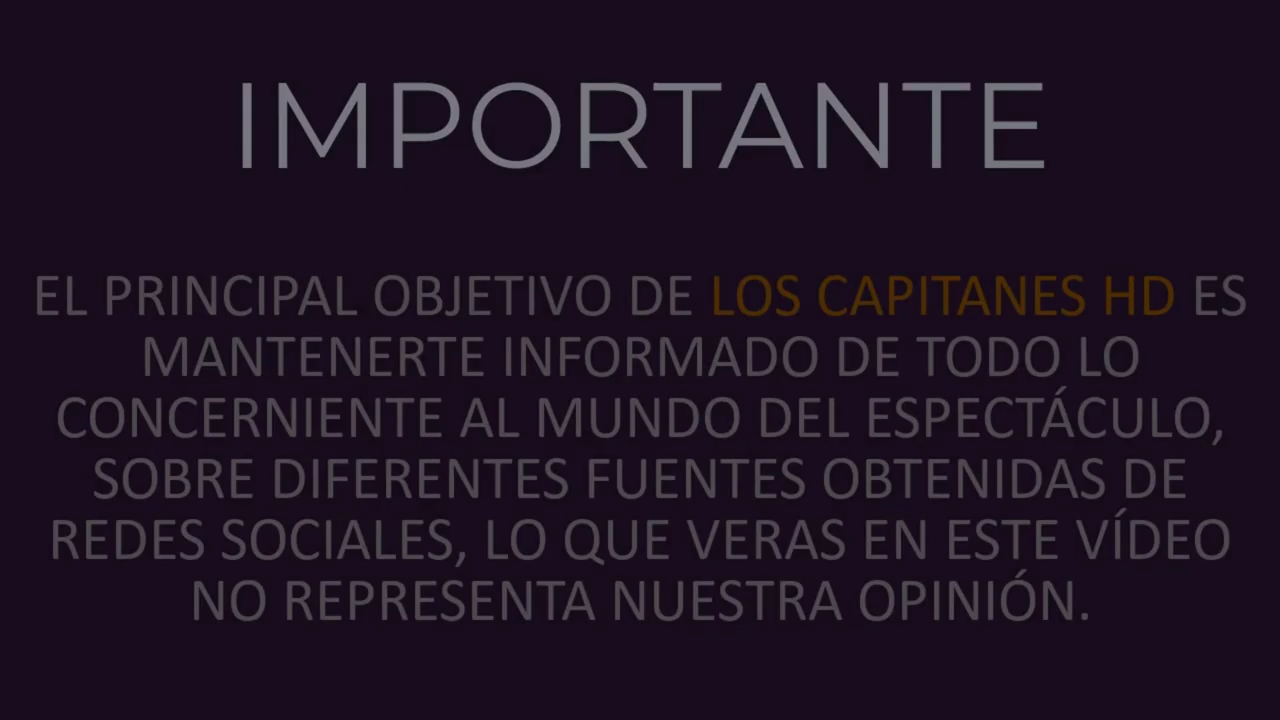 IMPORTANTE
EL PRINCIPAL OBJETIVO DE LOS CAPITANES HD ES
MANTENERTE INFORMADO DE TODO LO
CONCERNIENTE AL MUNDO DEL ESPECTÁCULO,
SOBRE DIFERENTES FUENTES OBTENIDAS DE
REDES SOCIALES, LO QUE VERAS EN ESTE VÍDEO
NO REPRESENTA NUESTRA OPINIÓN.